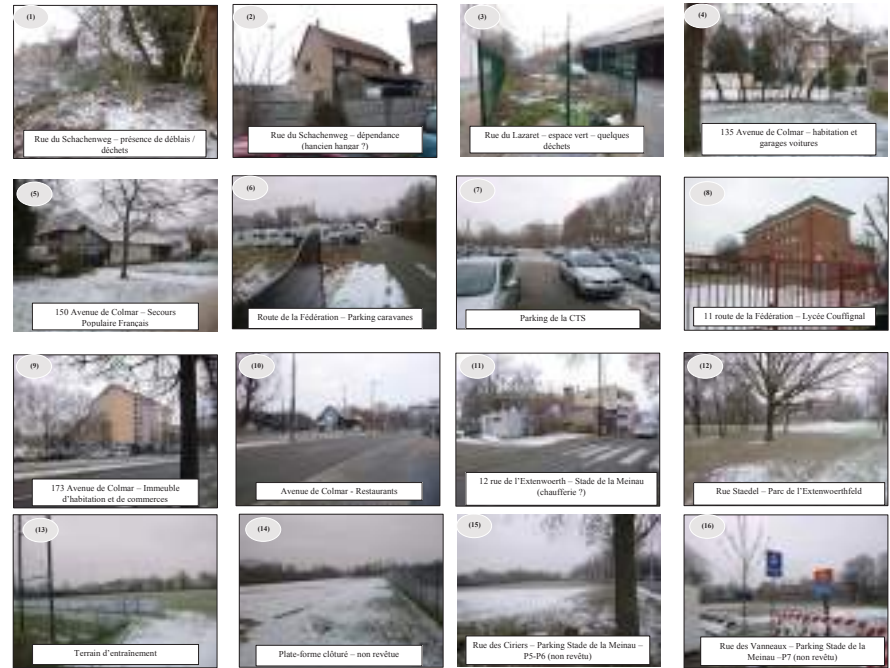 (1)
Rue du Schachenweg – présence de déblais /
déchets
(2)
Rue du Schachenweg – dépendance
(hancien hangar ?)
(3)
Rue du Lazaret – espace vert – quelques
déchets
(4)
135 Avenue de Colmar – habitation et
garages voitures
(5)
150 Avenue de Colmar – Secours
Populaire Français
(6)
Route de la Fédération – Parking caravanes
(7)
Parking de la CTS
(8)
11 route de la Fédération – Lycée Couffignal
(9)
173 Avenue de Colmar – Immeuble
d'habitation et de commerces
(10)
Avenue de Colmar - Restaurants
(11)
12 rue de l'Extenwoerth – Stade de la Meinau
(chaufferie ?)
(12)
Rue Staedel – Parc de l'Extenwoerthfeld
(13)
Terrain d'entraînement
(14)
Plate-forme clôturé – non revêtue
(15)
Rue des Ciriers – Parking Stade de la Meinau –
P5-P6 (non revêtu)
(16)
Rue des Vanneaux – Parking Stade de la
Meinau –P7 (non revêtu)